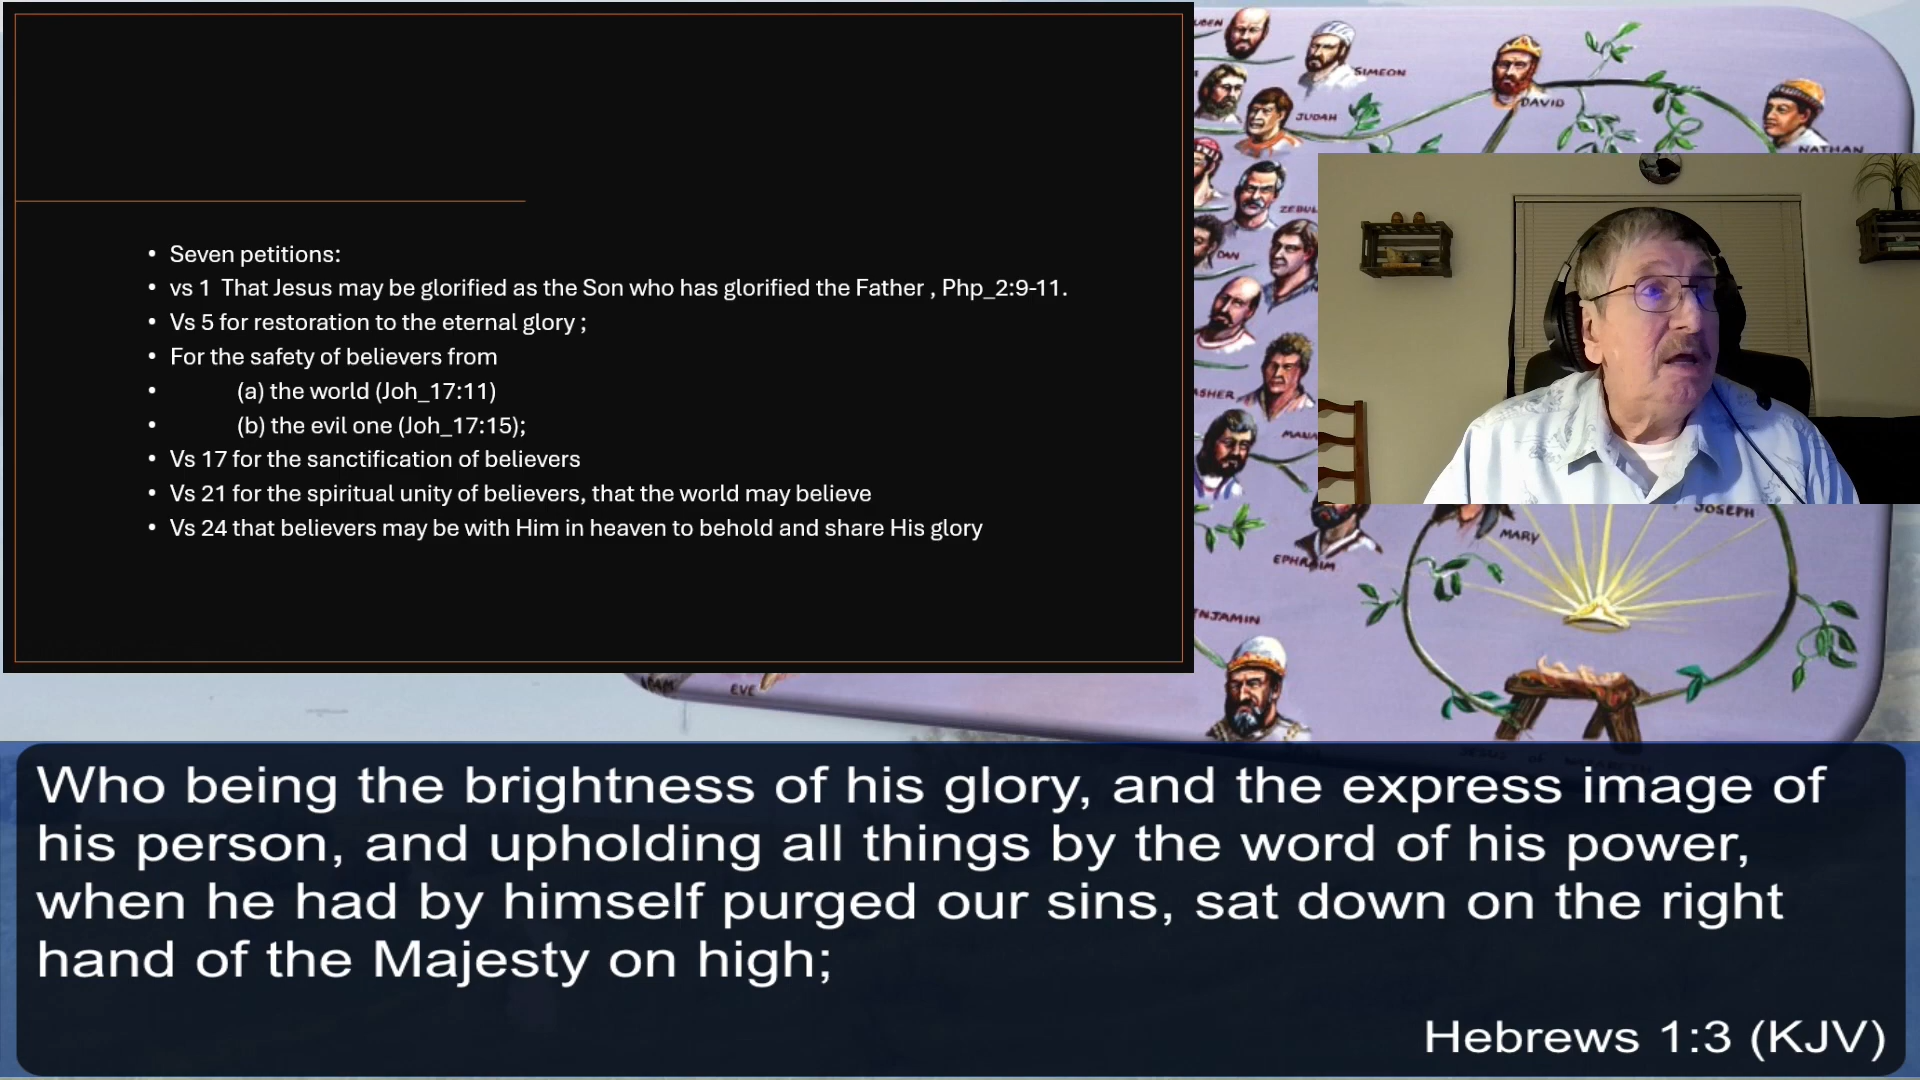 Seven petitions:
vs 1 That Jesus may be glorified as the Son who has glorified the Father , Php_2:9-11.
Vs 5 for restoration to the eternal glory ;
For the safety of believers from
(a) the world (Joh_17:11)
(b) the evil one (Joh_17:15);
Vs 17 for the sanctification of believers
Vs 21 for the spiritual unity of believers, that the world may believe
Vs 24 that believers may be with Him in heaven to behold and share His glory
SIMEON
DAVID
JUDAH
NATHAN
DAN
JOSEPH
MARY
EPHRAIM
ADAM
EVE
Who being the brightness of his glory, and the express image of
his person, and upholding all things by the word of his power,
when he had by himself purged our sins, sat down on the right
hand of the Majesty on high;
Hebrews 1:3 (KJV)